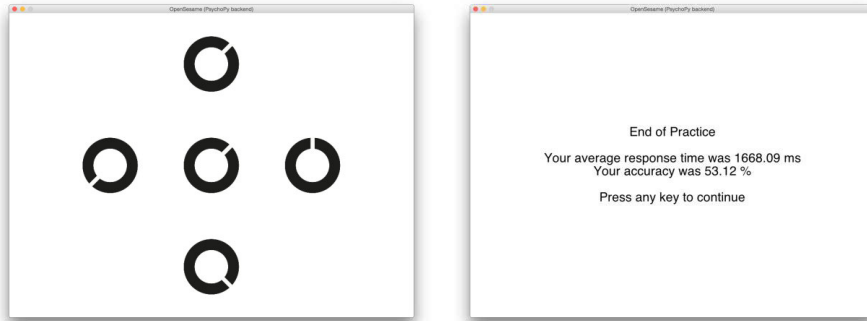 OpenSesame (PsychoPy backend)
OpenSesame (PsychoPy backend)
End of Practice
Your average response time was 1668.09 ms
Your accuracy was 53.12 %
Press any key to continue